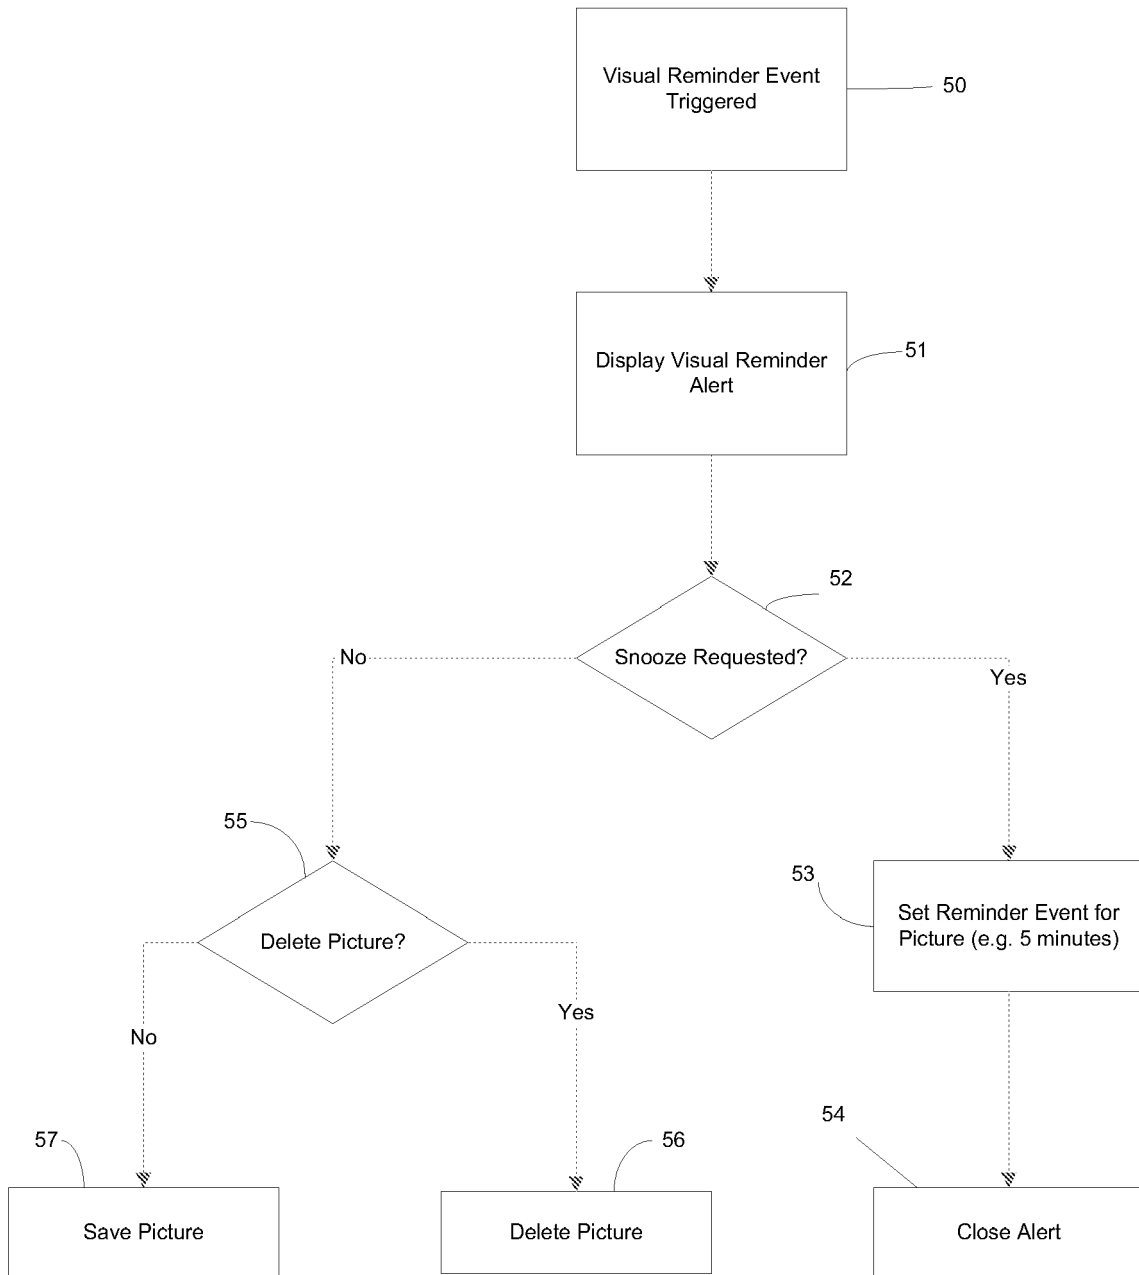 Visual Reminder Event
Triggered
50
Display Visual Reminder
Alert
51
52
Snooze Requested?
No
Yes
55
Delete Picture?
53
Set Reminder Event for
Picture (e.g. 5 minutes)
No
Yes
57
Save Picture
56
Delete Picture
54
Close Alert